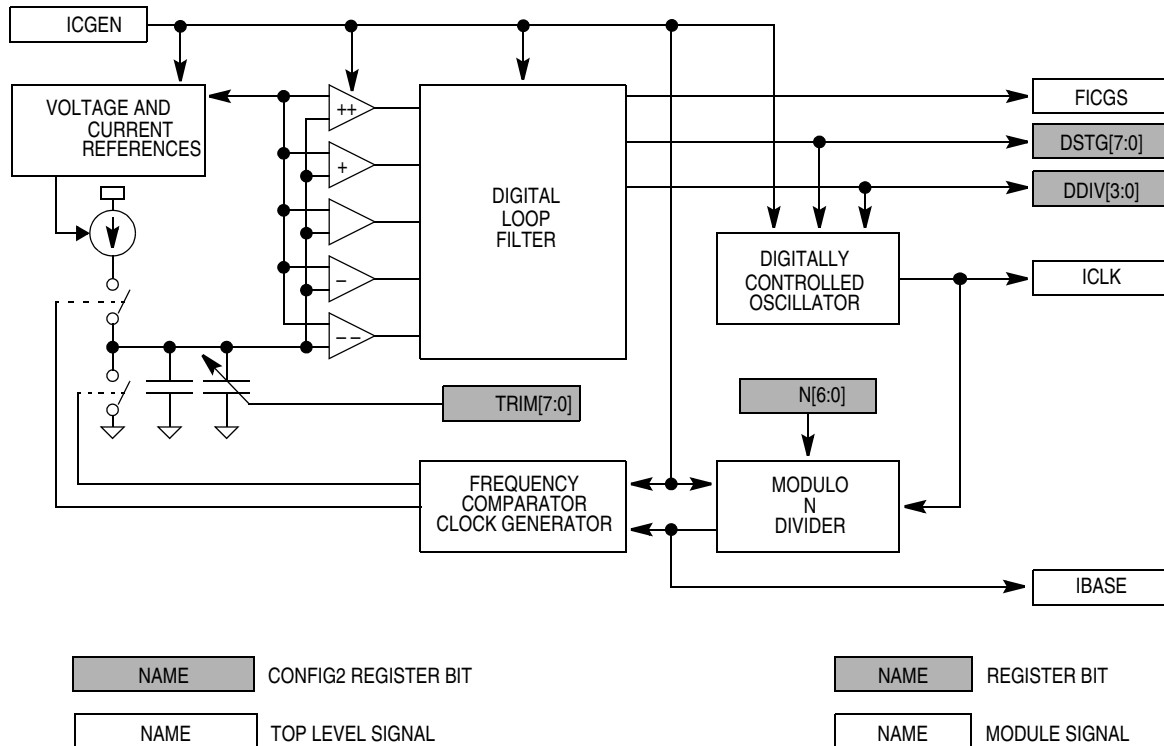 ICGEN
VOLTAGE AND
CURRENT
REFERENCES
++
+
−
− −
DIGITAL
LOOP
FILTER
FICGS
DSTG[7:0]
DDIV[3:0]
DIGITALLY
CONTROLLED
OSCILLATOR
ICLK
TRIM[7:0]
N[6:0]
FREQUENCY
COMPARATOR
CLOCK GENERATOR
MODULO
N
DIVIDER
IBASE
NAME CONFIG2 REGISTER BIT
NAME REGISTER BIT
NAME TOP LEVEL SIGNAL
NAME MODULE SIGNAL